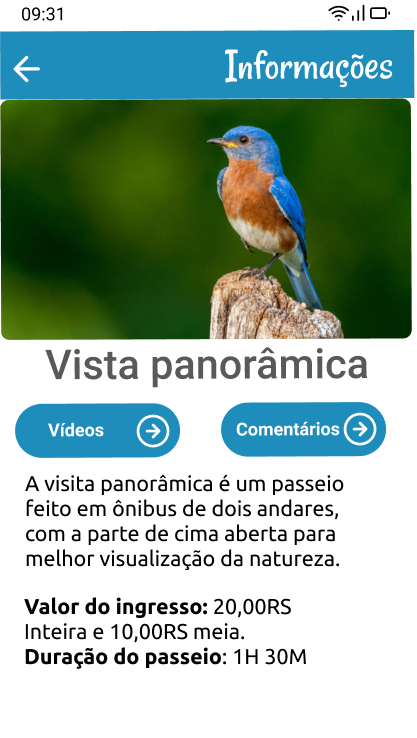 09:31
Informações
Vista panorâmica
Vídeos
Comentários
A visita panorâmica é um passeio
feito em ônibus de dois andares,
com a parte de cima aberta para
melhor visualização da natureza.
Valor do ingresso: 20,00RS
Inteira e 10,00RS meia.
Duração do passeio: 1H 30M